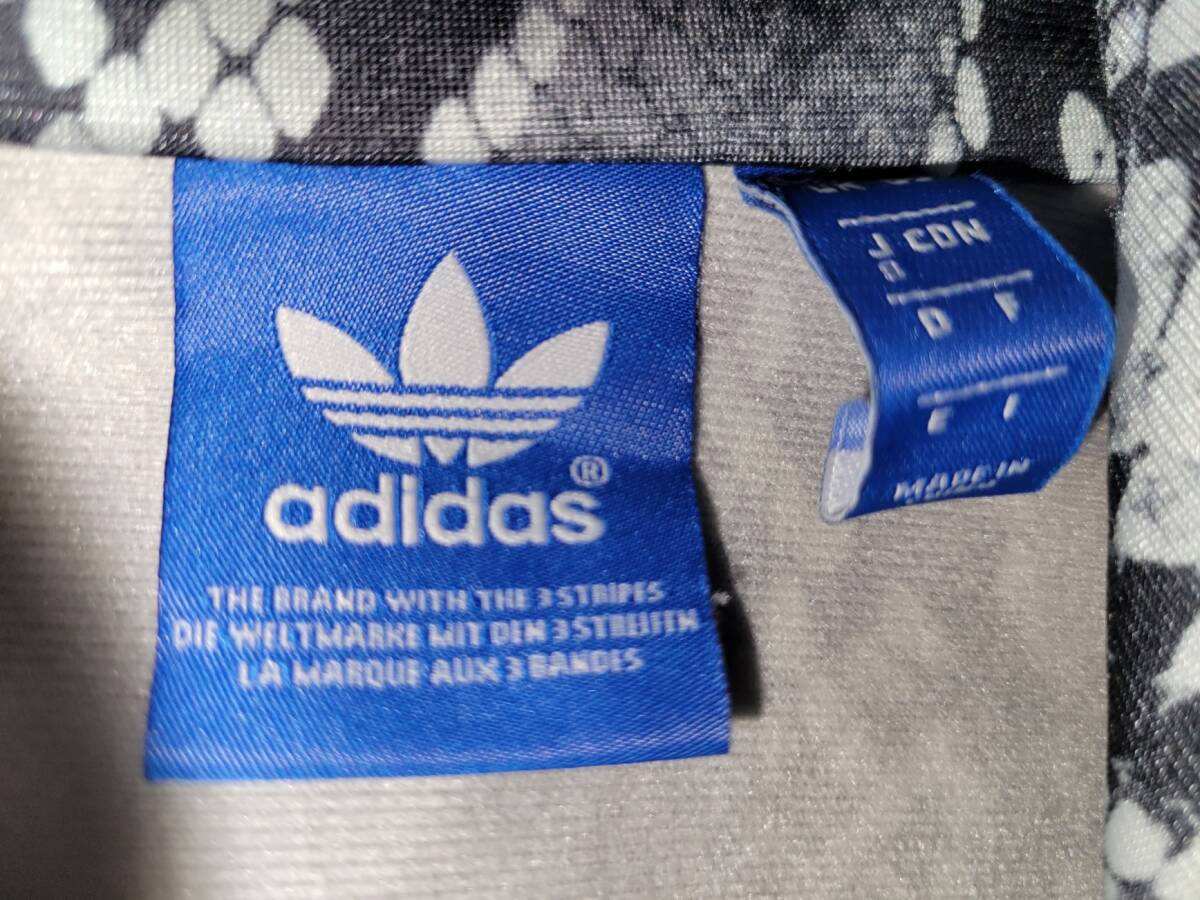 adidas®
THE BRAND WITH THE 3 STRIPES
DIE WELTMARKE MIT DEN 3 STREIFEN
LA MARQUE AUX 3 BANDES
J CDN
D F
E I
MADE IN